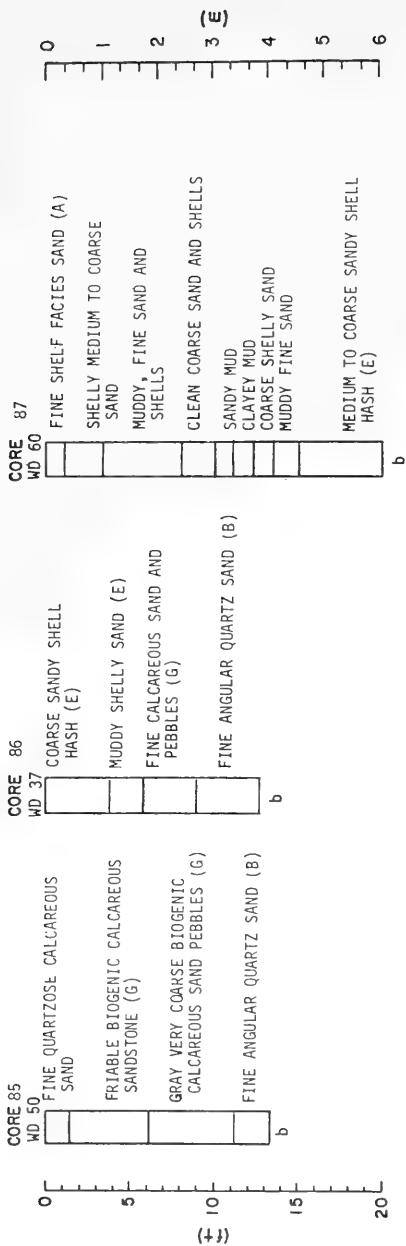 CORE 85
WD 50
FINE QUARTZOSE CALCAREOUS
SAND
FRIABLE BIOGENIC CALCAREOUS
SANDSTONE (G)
GRAY VERY COARSE BIOGENIC
CALCAREOUS SAND PEBBLES (G)
FINE ANGULAR QUARTZ SAND (B)
b
CORE 86
WD 37
COARSE SANDY SHELL
HASH (E)
MUDDY SHELLY SAND (E)
FINE CALCAREOUS SAND AND
PEBBLES (G)
FINE ANGULAR QUARTZ SAND (B)
b
CORE 87
WD 60
FINE SHELF FACIES SAND (A)
SHELLY MEDIUM TO COARSE
SAND
MUDDY, FINE SAND AND
SHELLS
CLEAN COARSE SAND AND SHELLS
SANDY MUD
CLAYEY MUD
COARSE SHELLY SAND
MUDDY FINE SAND
MEDIUM TO COARSE SANDY SHELL
HASH (E)
b
0
5
10
15
20
(ft)
0
1
2
3
4
5
6
(m)